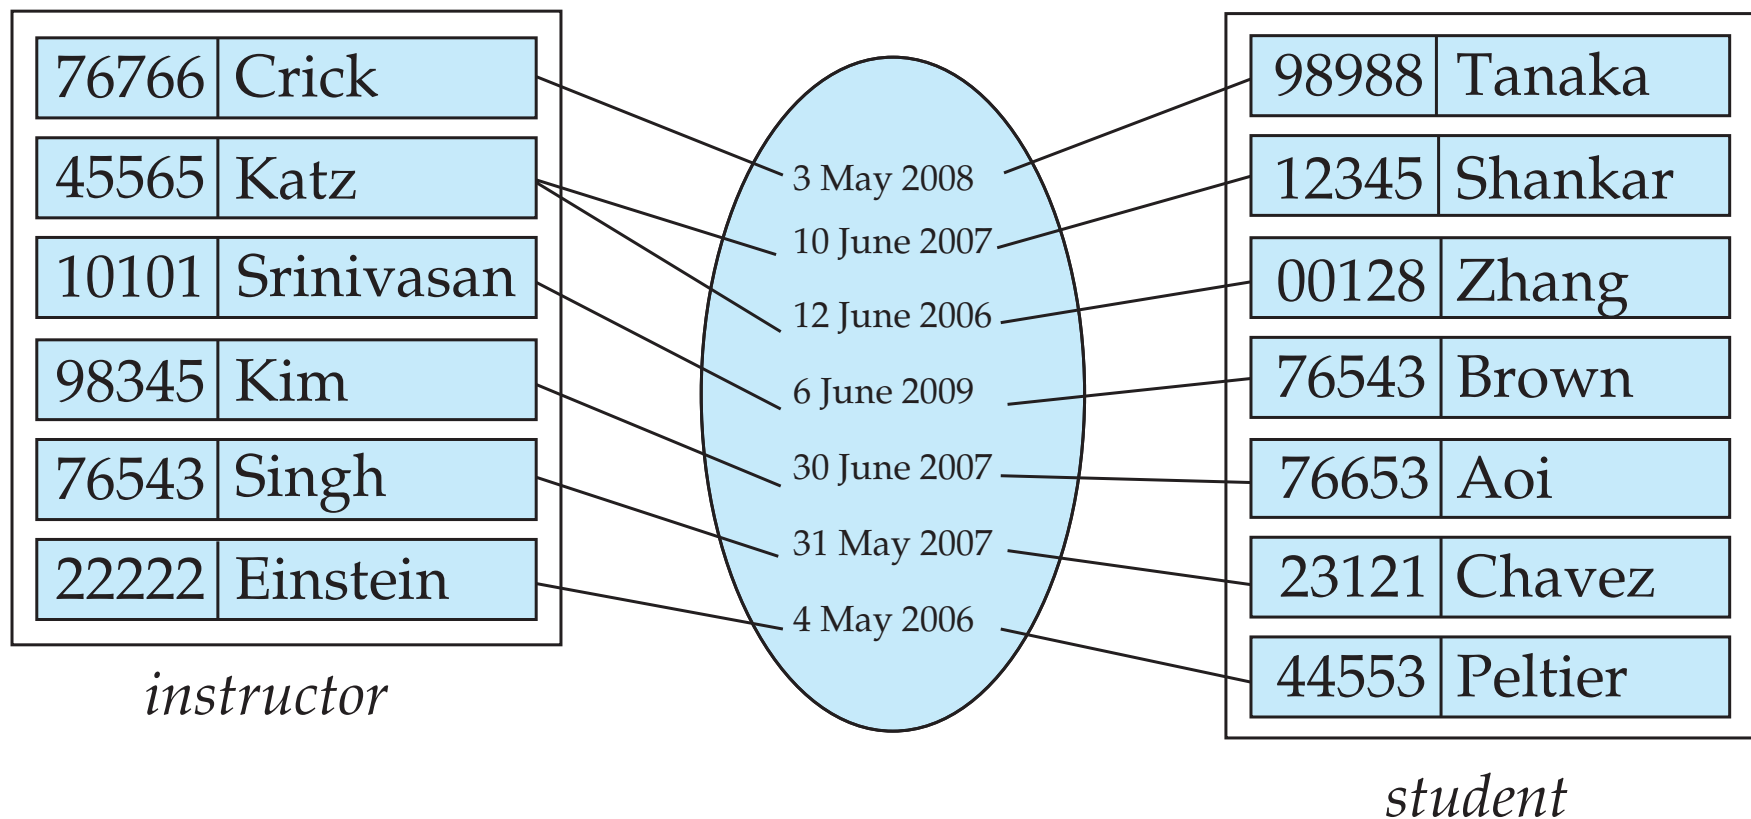 76766 Crick
45565 Katz
10101 Srinivasan
98345 Kim
76543 Singh
22222 Einstein
instructor
3 May 2008
10 June 2007
12 June 2006
6 June 2009
30 June 2007
31 May 2007
4 May 2006
98988 Tanaka
12345 Shankar
00128 Zhang
76543 Brown
76653 Aoi
23121 Chavez
44553 Peltier
student